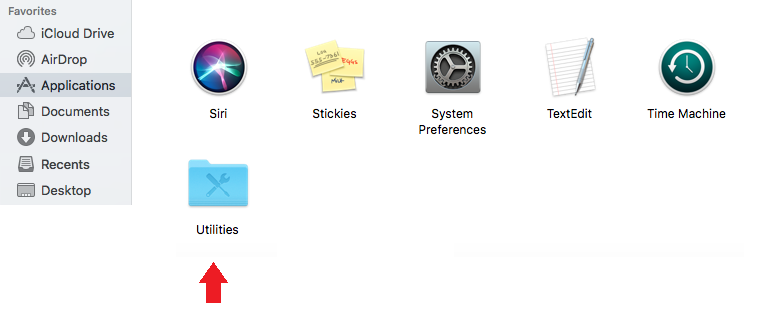 Favorites
iCloud Drive
AirDrop
Applications
Documents
Downloads
Recents
Desktop
Siri
Stickies
System
Preferences
TextEdit
Time Machine
Utilities